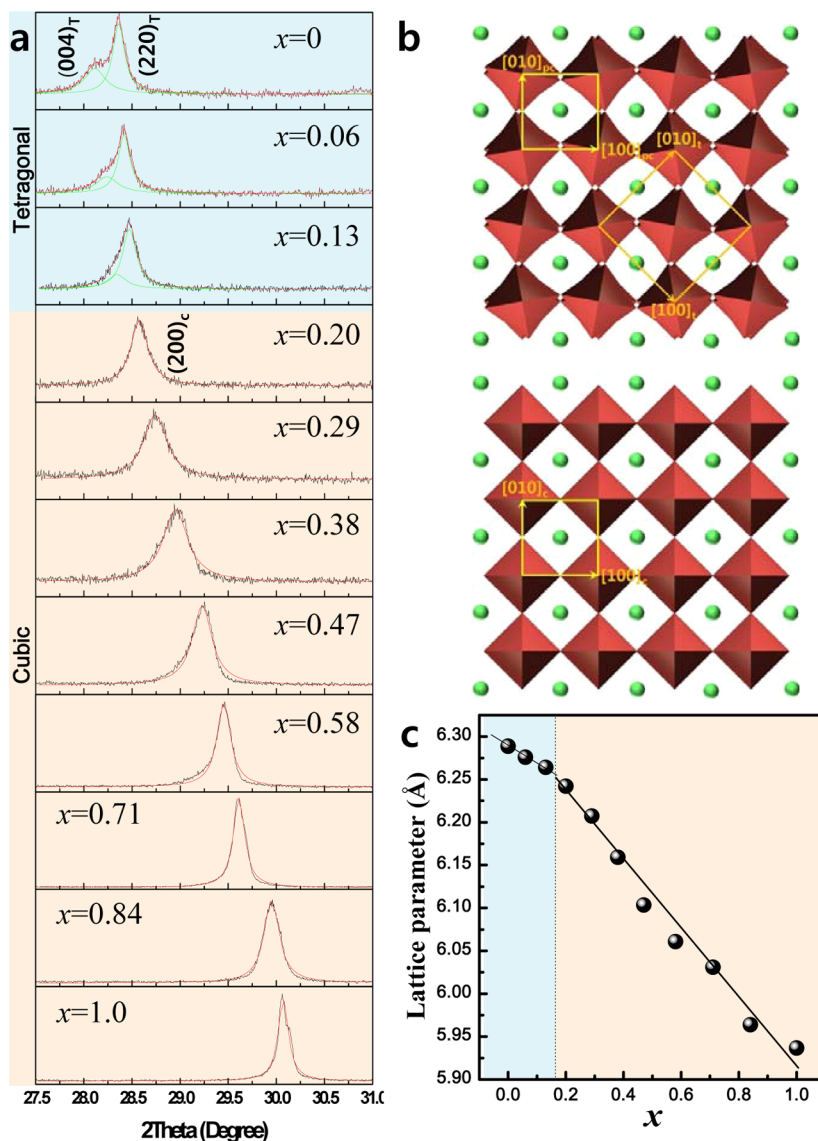 a
(004)T
(220)T
x=0
x=0.06
x=0.13
Tetragonal
(200)c
x=0.20
x=0.29
x=0.38
x=0.47
x=0.58
x=0.71
x=0.84
x=1.0
Cubic
27.5 28.0 28.5 29.0 29.5 30.0 30.5 31.0
2Theta (Degree)
b
[010]pc
[100]pc
[010]t
[100]t
[010]c
[100]c
c
6.30
6.25
6.20
6.15
6.10
6.05
6.00
5.95
5.90
Lattice parameter (Å)
0.0 0.2 0.4 0.6 0.8 1.0
x